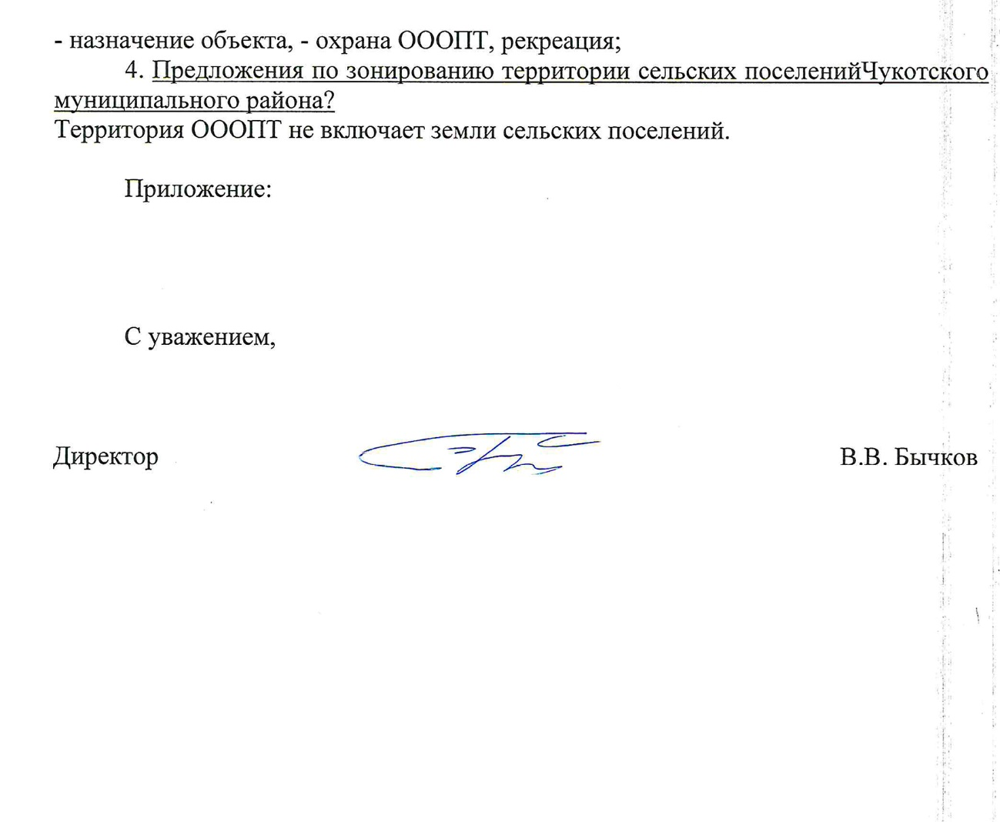 - назначение объекта, - охрана ОООПТ, рекреация;
4. Предложения по зонированию территории сельских поселенийЧукотского
муниципального района?
Территория ОООПТ не включает земли сельских поселений.
Приложение:
С уважением,
Директор В.В. Бычков